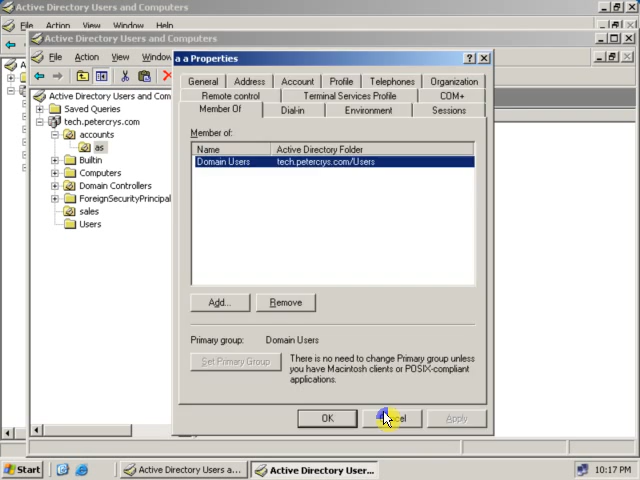 Active Directory Users and Computers
File Action View Window Help
Active Directory Users and Computers
File Action View Window
a a Properties
General Address Account Profile Telephones Organization
Remote control Terminal Services Profile COM+
Member Of Dial-in Environment Sessions
Active Directory Users and Com
Saved Queries
tech.petercrys.com
accounts
as
Builtin
Computers
Domain Controllers
ForeignSecurityPrincipal
sales
Users
Member of:
Name Active Directory Folder
Domain Users tech.petercrys.com/Users
Add... Remove
Primary group: Domain Users
Set Primary Group
There is no need to change Primary group unless
you have Macintosh clients or POSIX-compliant
applications.
OK Cancel Apply
Start Active Directory Users a... Active Directory User... 10:17 PM